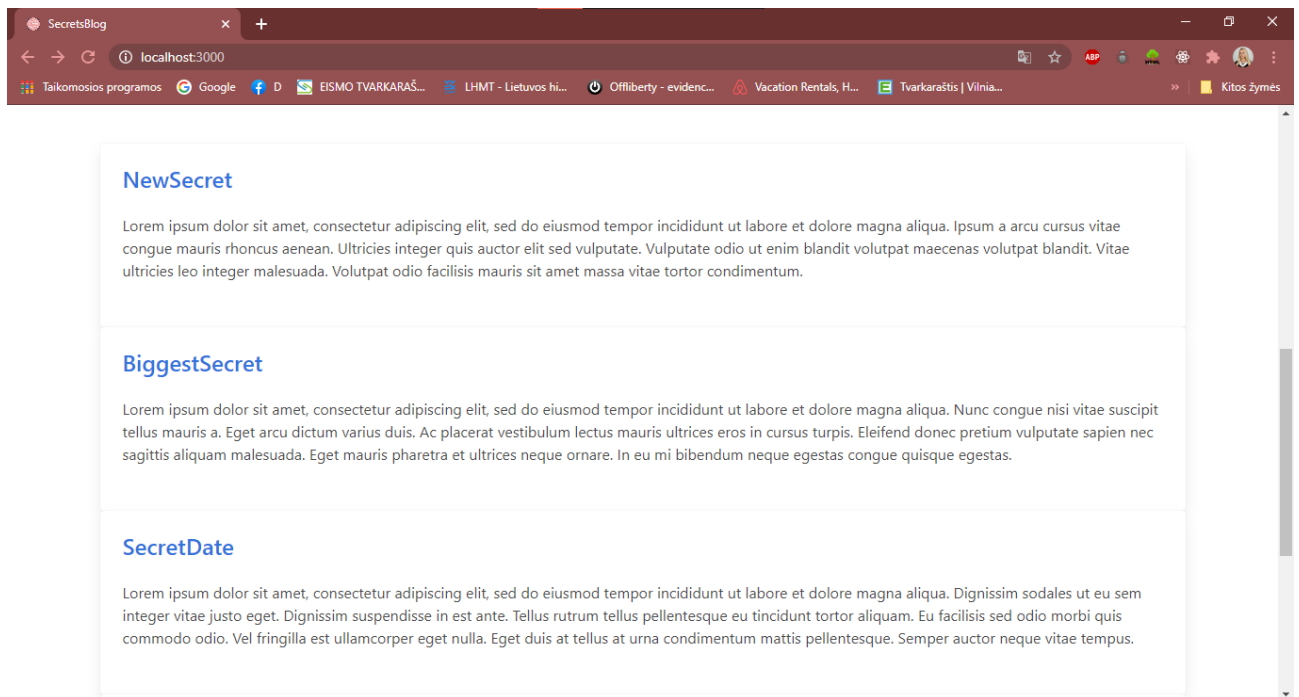 SecretsBlog
localhost:3000
ABP
Taikomosios programos Google D EISMO TVARKARAŠ... LHMT - Lietuvos hi... Offliberty - evidenc... Vacation Rentals, H... Tvarkaraštis | Vilnia... » Kitos žymės
NewSecret
Lorem ipsum dolor sit amet, consectetur adipiscing elit, sed do eiusmod tempor incididunt ut labore et dolore magna aliqua. Ipsum a arcu cursus vitae
congue mauris rhoncus aenean. Ultricies integer quis auctor elit sed vulputate. Vulputate odio ut enim blandit volutpat maecenas volutpat blandit. Vitae
ultricies leo integer malesuada. Volutpat odio facilisis mauris sit amet massa vitae tortor condimentum.
BiggestSecret
Lorem ipsum dolor sit amet, consectetur adipiscing elit, sed do eiusmod tempor incididunt ut labore et dolore magna aliqua. Nunc congue nisi vitae suscipit
tellus mauris a. Eget arcu dictum varius duis. Ac placerat vestibulum lectus mauris ultrices eros in cursus turpis. Eleifend donec pretium vulputate sapien nec
sagittis aliquam malesuada. Eget mauris pharetra et ultrices neque ornare. In eu mi bibendum neque egestas congue quisque egestas.
SecretDate
Lorem ipsum dolor sit amet, consectetur adipiscing elit, sed do eiusmod tempor incididunt ut labore et dolore magna aliqua. Dignissim sodales ut eu sem
integer vitae justo eget. Dignissim suspendisse in est ante. Tellus rutrum tellus pellentesque eu tincidunt tortor aliquam. Eu facilisis sed odio morbi quis
commodo odio. Vel fringilla est ullamcorper eget nulla. Eget duis at tellus at urna condimentum mattis pellentesque. Semper auctor neque vitae tempus.